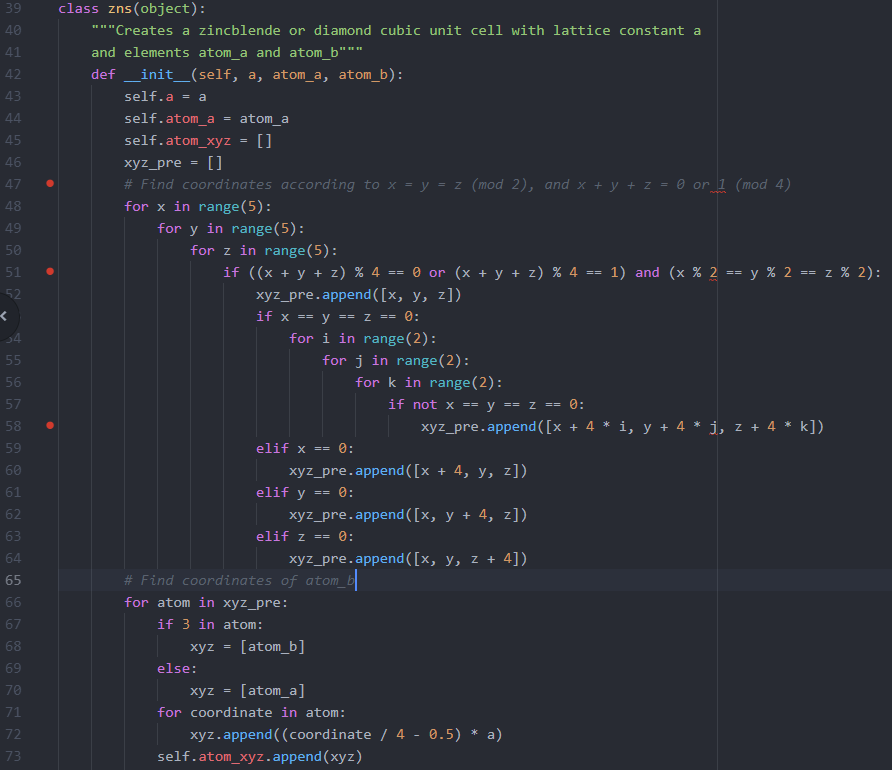 39 class zns(object):
40 """Creates a zincblende or diamond cubic unit cell with lattice constant a
41 and elements atom_a and atom_b"""
42 def __init__(self, a, atom_a, atom_b):
43 self.a = a
44 self.atom_a = atom_a
45 self.atom_xyz = []
46 xyz_pre = []
47 # Find coordinates according to x = y = z (mod 2), and x + y + z = 0 or 1 (mod 4)
48 for x in range(5):
49 for y in range(5):
50 for z in range(5):
51 if ((x + y + z) % 4 == 0 or (x + y + z) % 4 == 1) and (x % 2 == y % 2 == z % 2):
52 xyz_pre.append([x, y, z])
if x == y == z == 0:
54 for i in range(2):
55 for j in range(2):
56 for k in range(2):
57 if not x == y == z == 0:
58 xyz_pre.append([x + 4 * i, y + 4 * j, z + 4 * k])
59 elif x == 0:
60 xyz_pre.append([x + 4, y, z])
61 elif y == 0:
62 xyz_pre.append([x, y + 4, z])
63 elif z == 0:
64 xyz_pre.append([x, y, z + 4])
65 # Find coordinates of atom_b
66 for atom in xyz_pre:
67 if 3 in atom:
68 xyz = [atom_b]
69 else:
70 xyz = [atom_a]
71 for coordinate in atom:
72 xyz.append((coordinate / 4 - 0.5) * a)
73 self.atom_xyz.append(xyz)